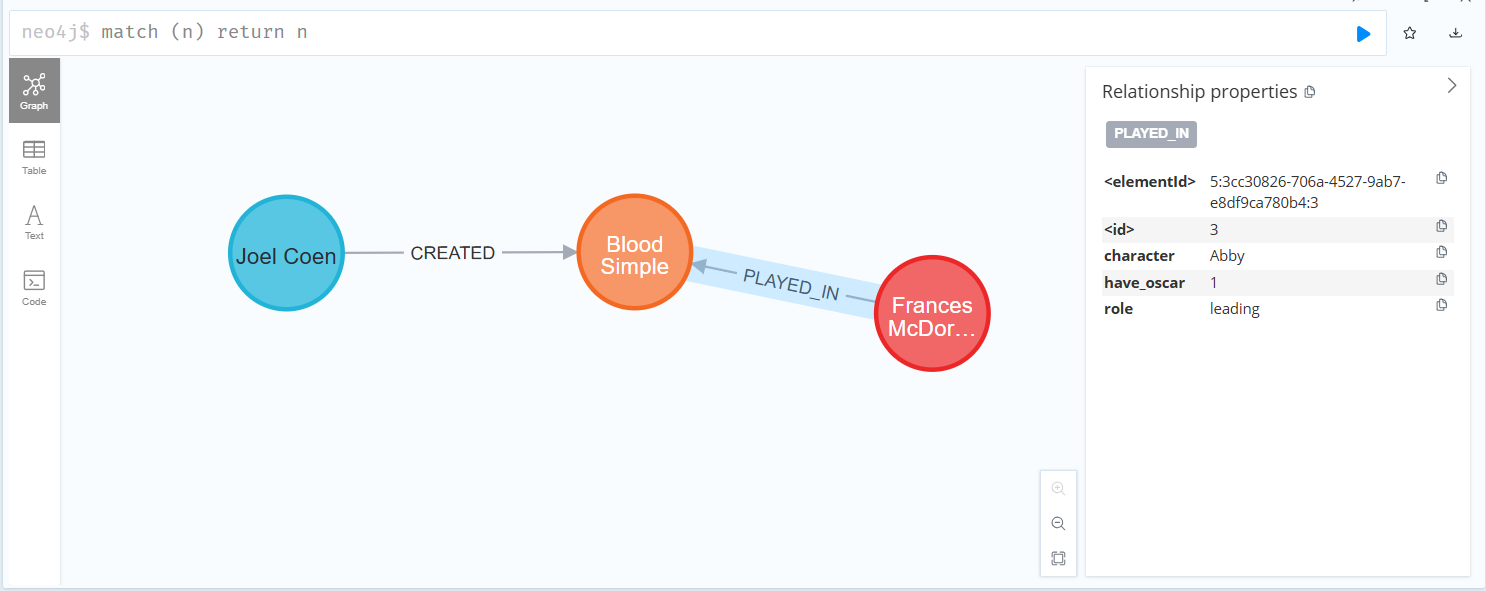 neo4j$ match (n) return n
Graph
Table
Text
Code
Joel Coen
CREATED
Blood
Simple
PLAYED_IN
Frances
McDor…
Relationship properties
PLAYED_IN
<elementId> 5:3cc30826-706a-4527-9ab7-
e8df9ca780b4:3
<id> 3
character Abby
have_oscar 1
role leading